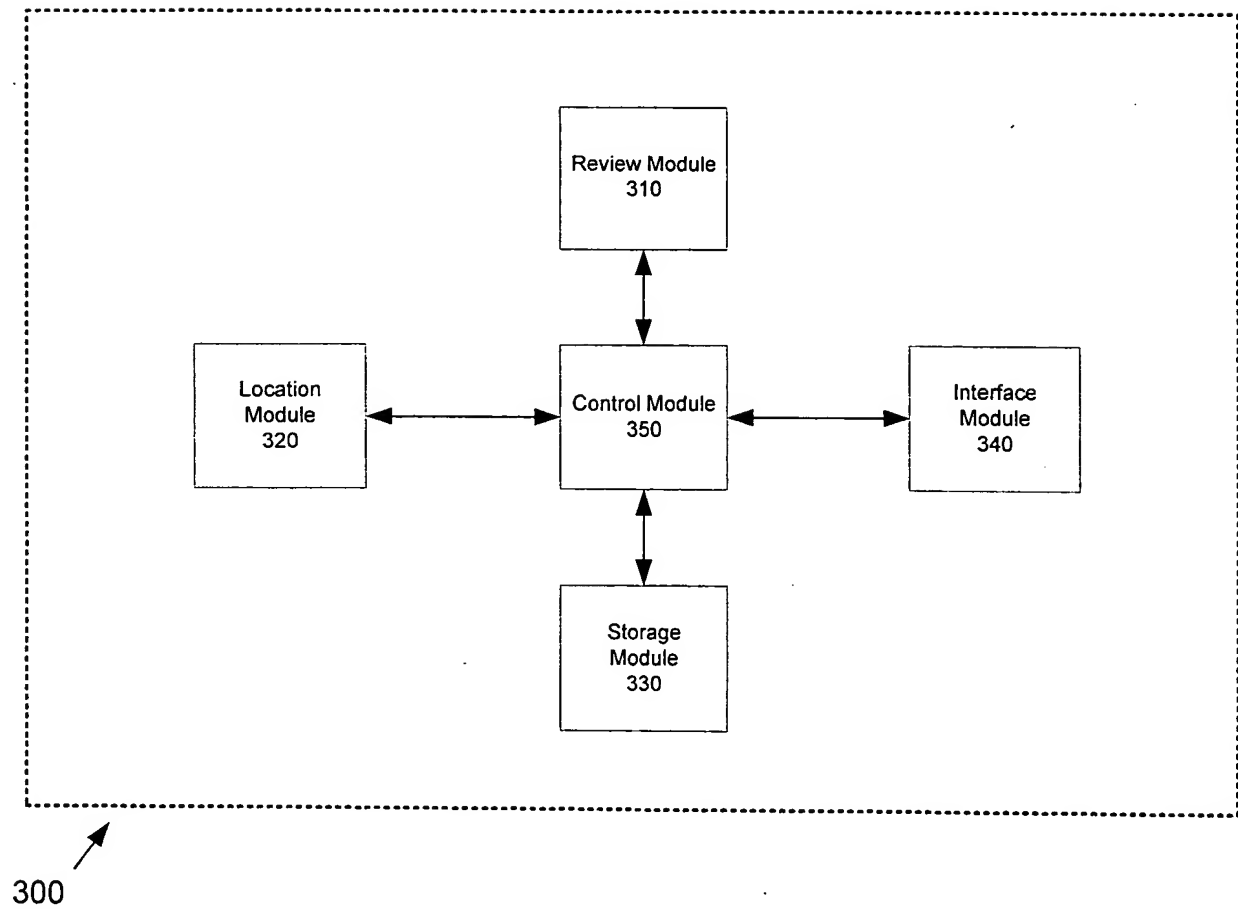 Review Module
310
Location
Module
320
Control Module
350
Interface
Module
340
Storage
Module
330
300